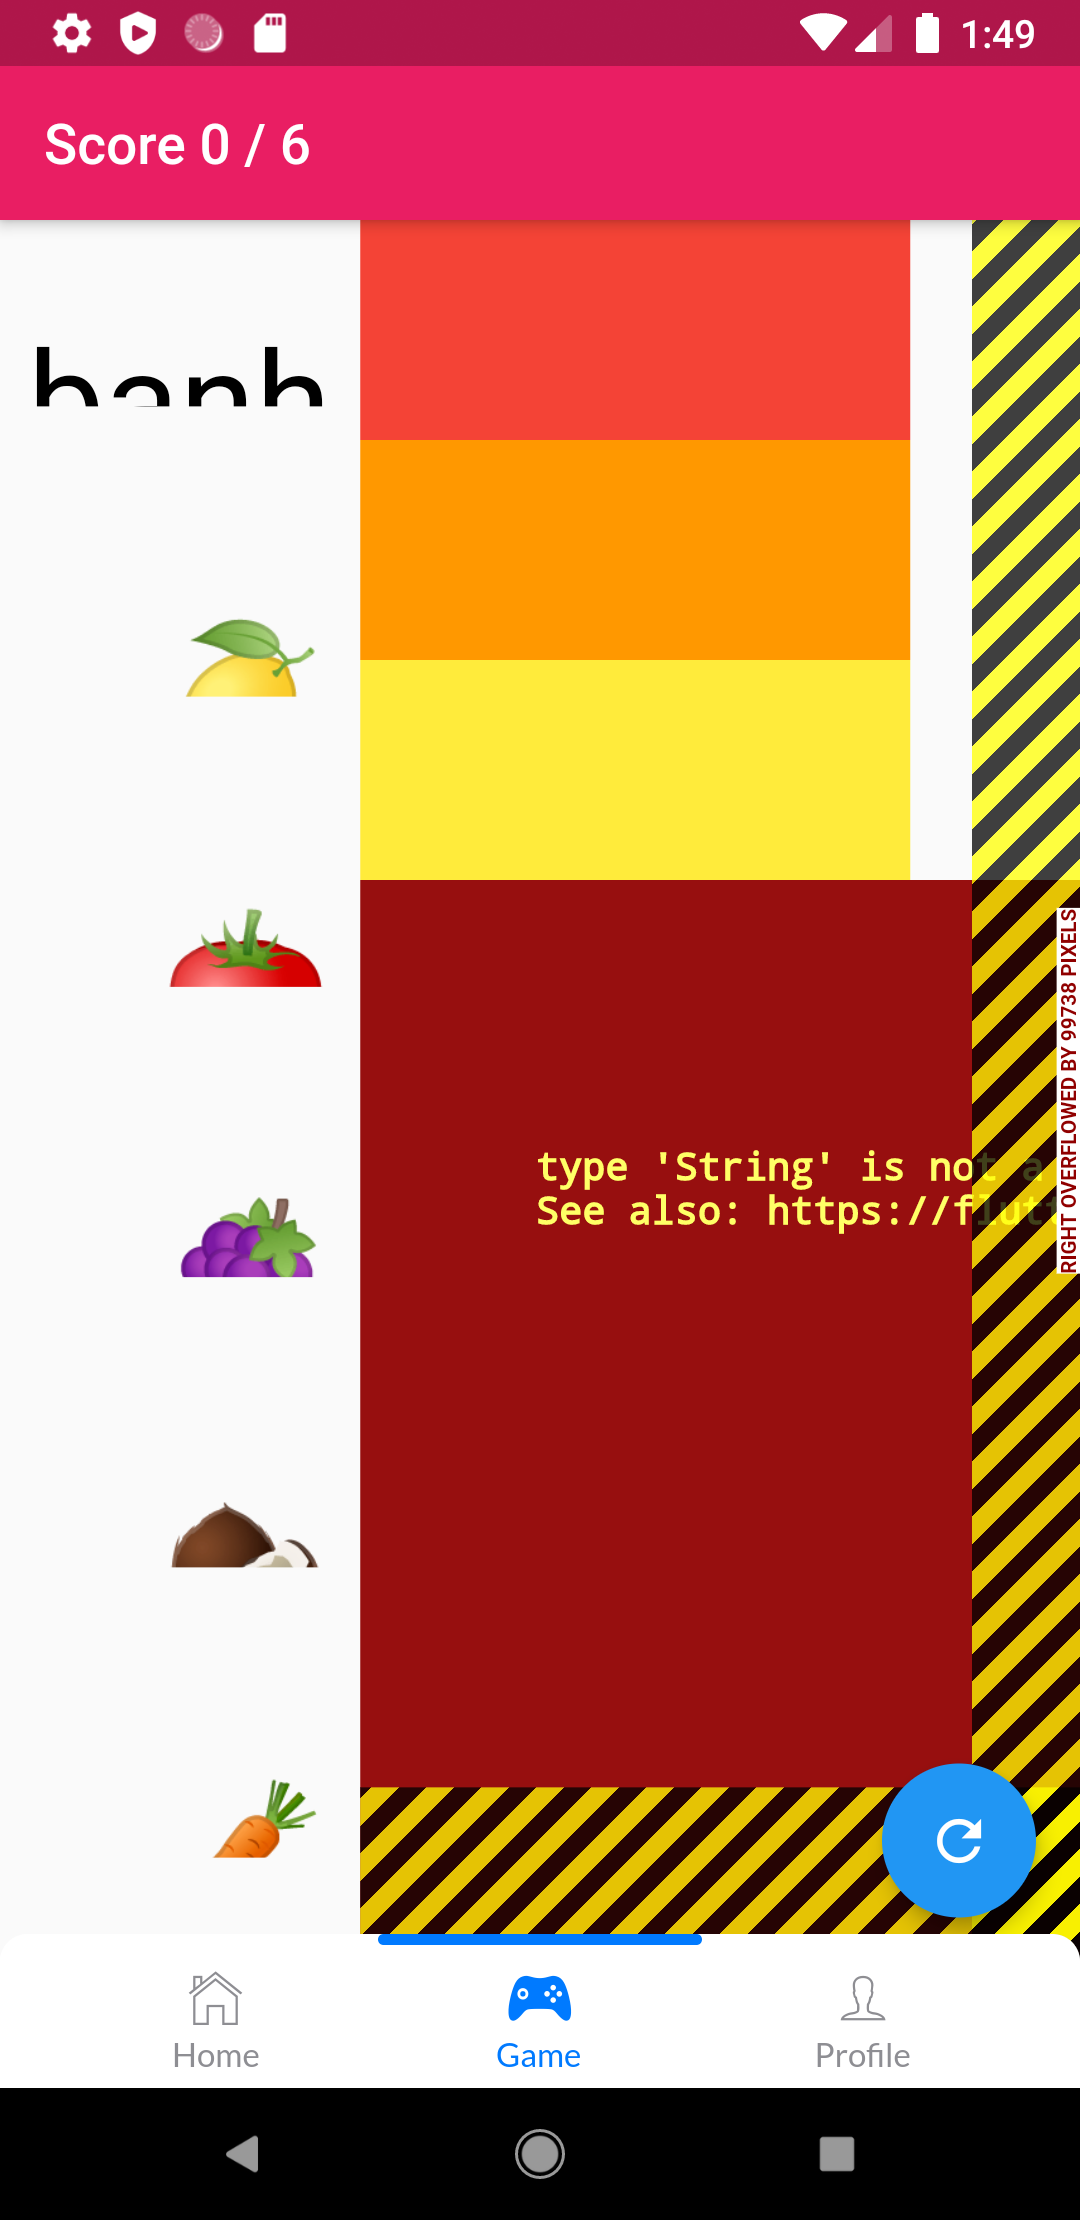 1:49
Score 0 / 6
RIGHT OVERFLOWED BY 99738 PIXELS
type 'String' is not a
See also: https://flut
Home
Game
Profile